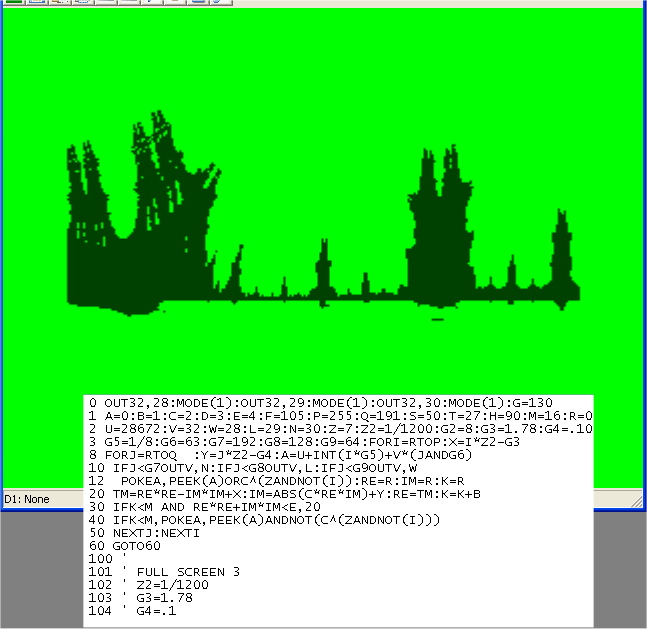 D1: None
0 OUT32,28:MODE(1):OUT32,29:MODE(1):OUT32,30:MODE(1):G=130
1 A=0:B=1:C=2:D=3:E=4:F=105:P=255:Q=191:S=50:T=27:H=90:M=16:R=0
2 U=28672:V=32:W=28:L=29:N=30:Z=7:Z2=1/1200:G2=8:G3=1.78:G4=.10
3 G5=1/8:G6=63:G7=192:G8=128:G9=64:FORI=RTOP:X=I*Z2-G3
8 FORJ=RTOQ  :Y=J*Z2-G4:A=U+INT(I*G5)+V*(JANDG6)
10 IFJ<G7OUTV,N:IFJ<G8OUTV,L:IFJ<G9OUTV,W
12  POKEA,PEEK(A)ORC^(ZANDNOT(I)):RE=R:IM=R:K=R
20 TM=RE*RE-IM*IM+X:IM=ABS(C*RE*IM)+Y:RE=TM:K=K+B
30 IFK<M AND RE*RE+IM*IM<E,20
40 IFK<M,POKEA,PEEK(A)ANDNOT(C^(ZANDNOT(I)))
50 NEXTJ:NEXTI
60 GOTO60
100 '
101 ' FULL SCREEN 3
102 ' Z2=1/1200
103 ' G3=1.78
104 ' G4=.1